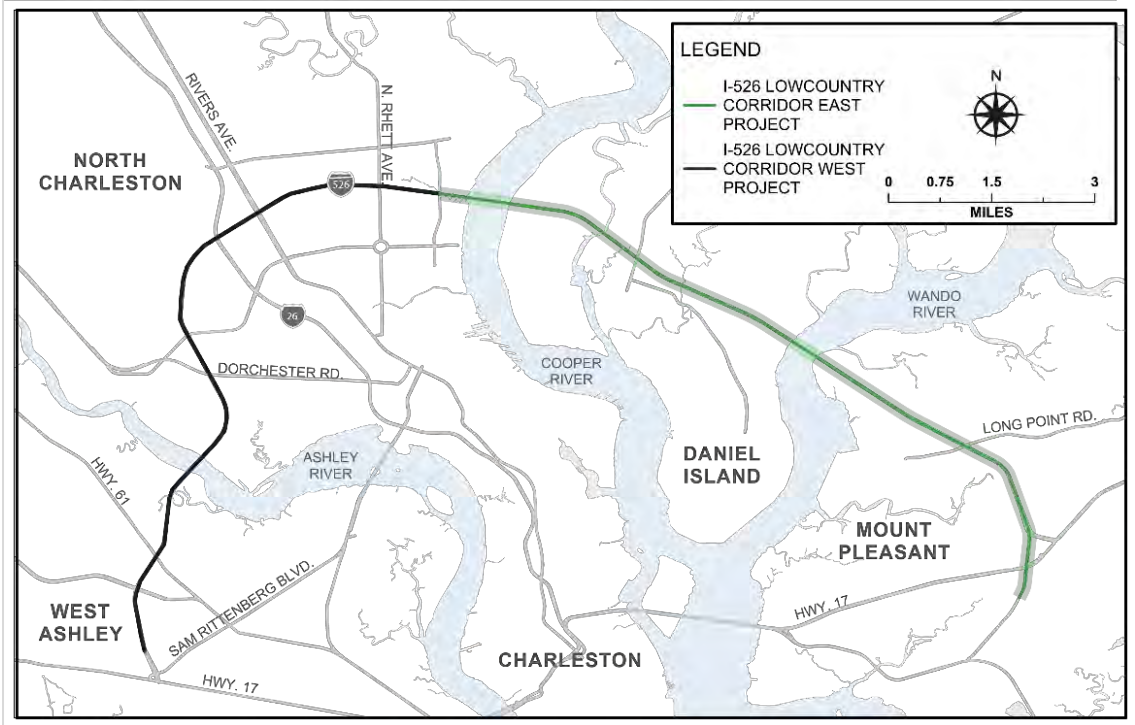 LEGEND
I-526 LOWCOUNTRY
CORRIDOR EAST
PROJECT
I-526 LOWCOUNTRY
CORRIDOR WEST
PROJECT
N
0 0.75 1.5 3
MILES
RIVERS AVE.
N. RHETT AVE
NORTH
CHARLESTON
526
26
WANDO
RIVER
DORCHESTER RD.
COOPER
RIVER
LONG POINT RD.
ASHLEY
RIVER
DANIEL
ISLAND
HWY. 61
MOUNT
PLEASANT
WEST
ASHLEY
SAM RITTENBERG BLVD.
HWY. 17
CHARLESTON
HWY. 17